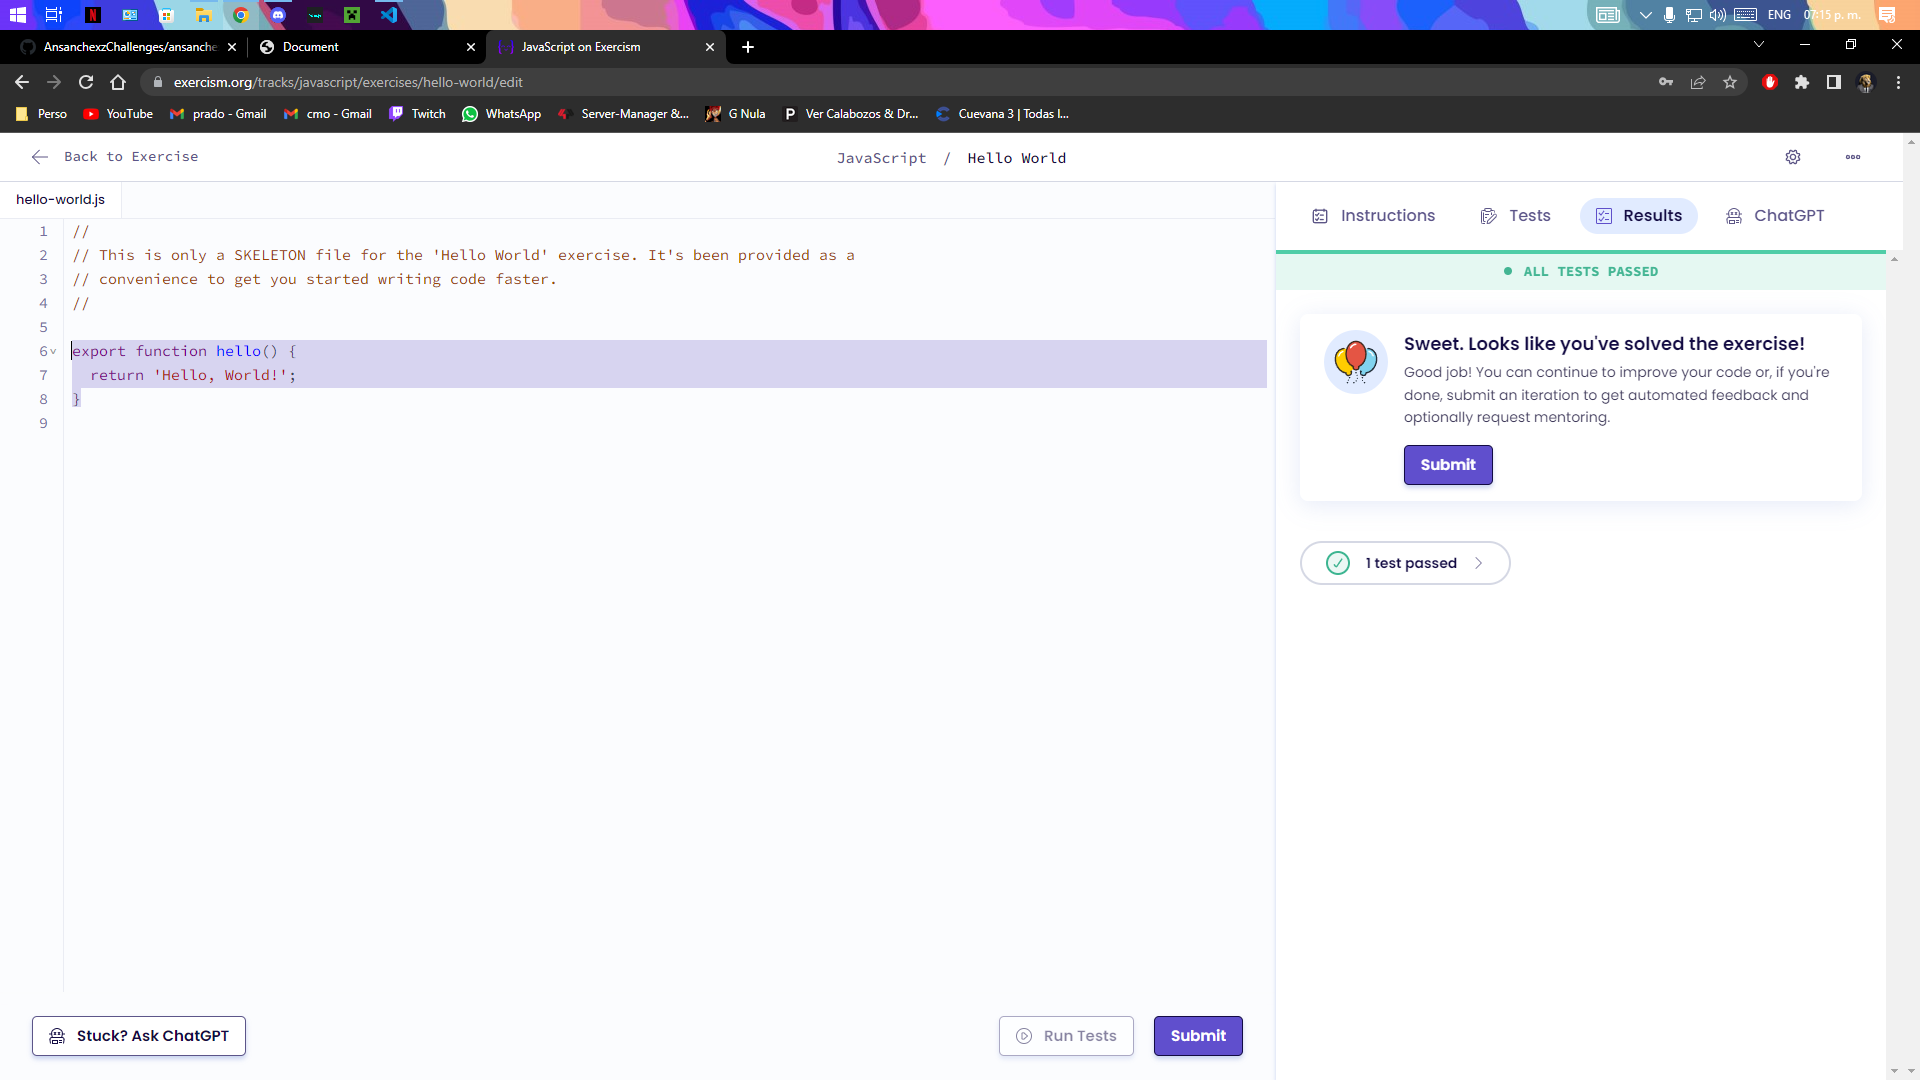 ENG 07:15 p. m.
AnsanchexzChallenges/ansanche
Document
JavaScript on Exercism
exercism.org/tracks/javascript/exercises/hello-world/edit
Perso YouTube prado - Gmail cmo - Gmail Twitch WhatsApp Server-Manager &... G Nula Ver Calabozos & Dr... Cuevana 3 | Todas l...
Back to Exercise
JavaScript / Hello World
hello-world.js
1 //
2 // This is only a SKELETON file for the 'Hello World' exercise. It's been provided as a
3 // convenience to get you started writing code faster.
4 //
5
6 export function hello() {
7 return 'Hello, World!';
8 }
9
Stuck? Ask ChatGPT
Run Tests
Submit
Instructions Tests Results ChatGPT
ALL TESTS PASSED
Sweet. Looks like you've solved the exercise!
Good job! You can continue to improve your code or, if you're
done, submit an iteration to get automated feedback and
optionally request mentoring.
Submit
1 test passed